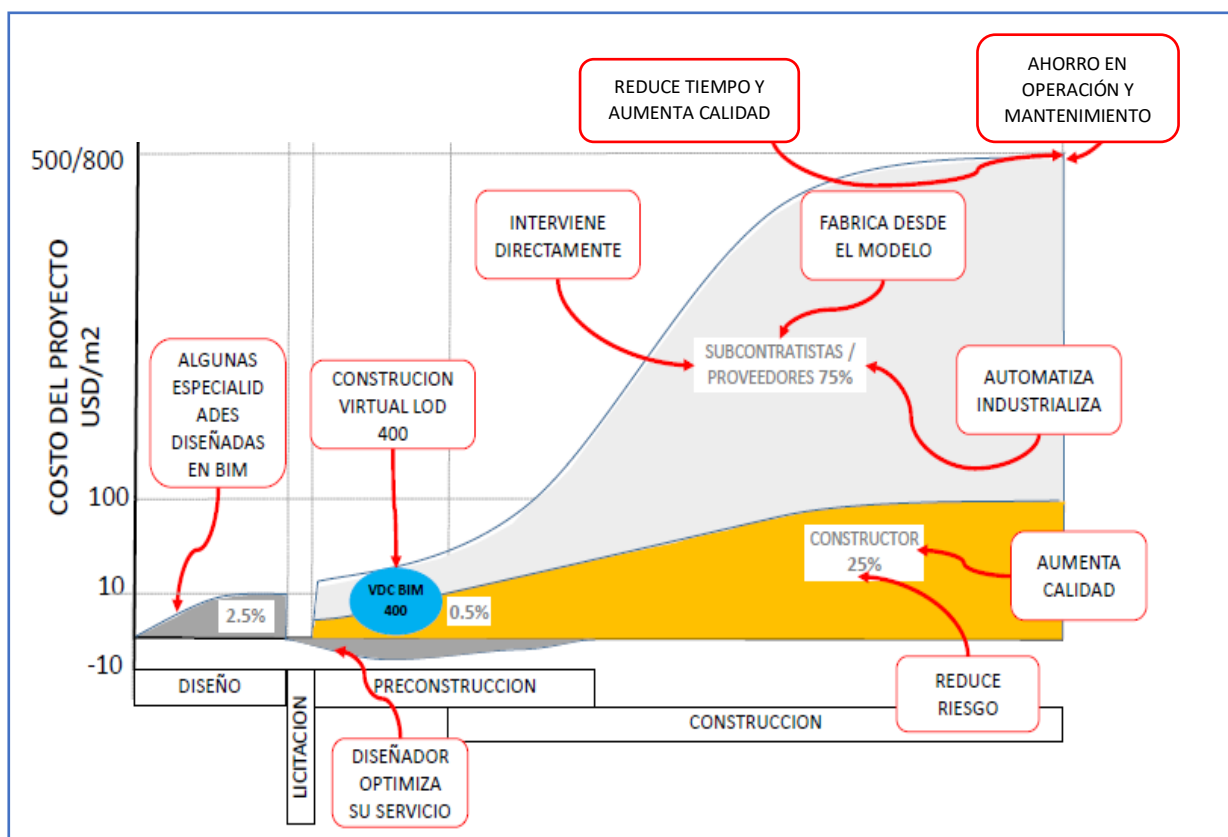 REDUCE TIEMPO Y
AUMENTA CALIDAD
AHORRO EN
OPERACIÓN Y
MANTENIMIENTO
500/800
INTERVIENE
DIRECTAMENTE
FABRICA DESDE
EL MODELO
COSTO DEL PROYECTO
USD/m2
ALGUNAS
ESPECIALID
ADES
DISEÑADAS
EN BIM
CONSTRUCION
VIRTUAL LOD
400
SUBCONTRATISTAS /
PROVEEDORES 75%
AUTOMATIZA
INDUSTRIALIZA
100
CONSTRUCTOR
25%
AUMENTA
CALIDAD
10
2.5%
VDC BIM
400
0.5%
-10
DISEÑO
LICITACION
PRECONSTRUCCION
REDUCE
RIESGO
CONSTRUCCION
DISEÑADOR
OPTIMIZA
SU SERVICIO